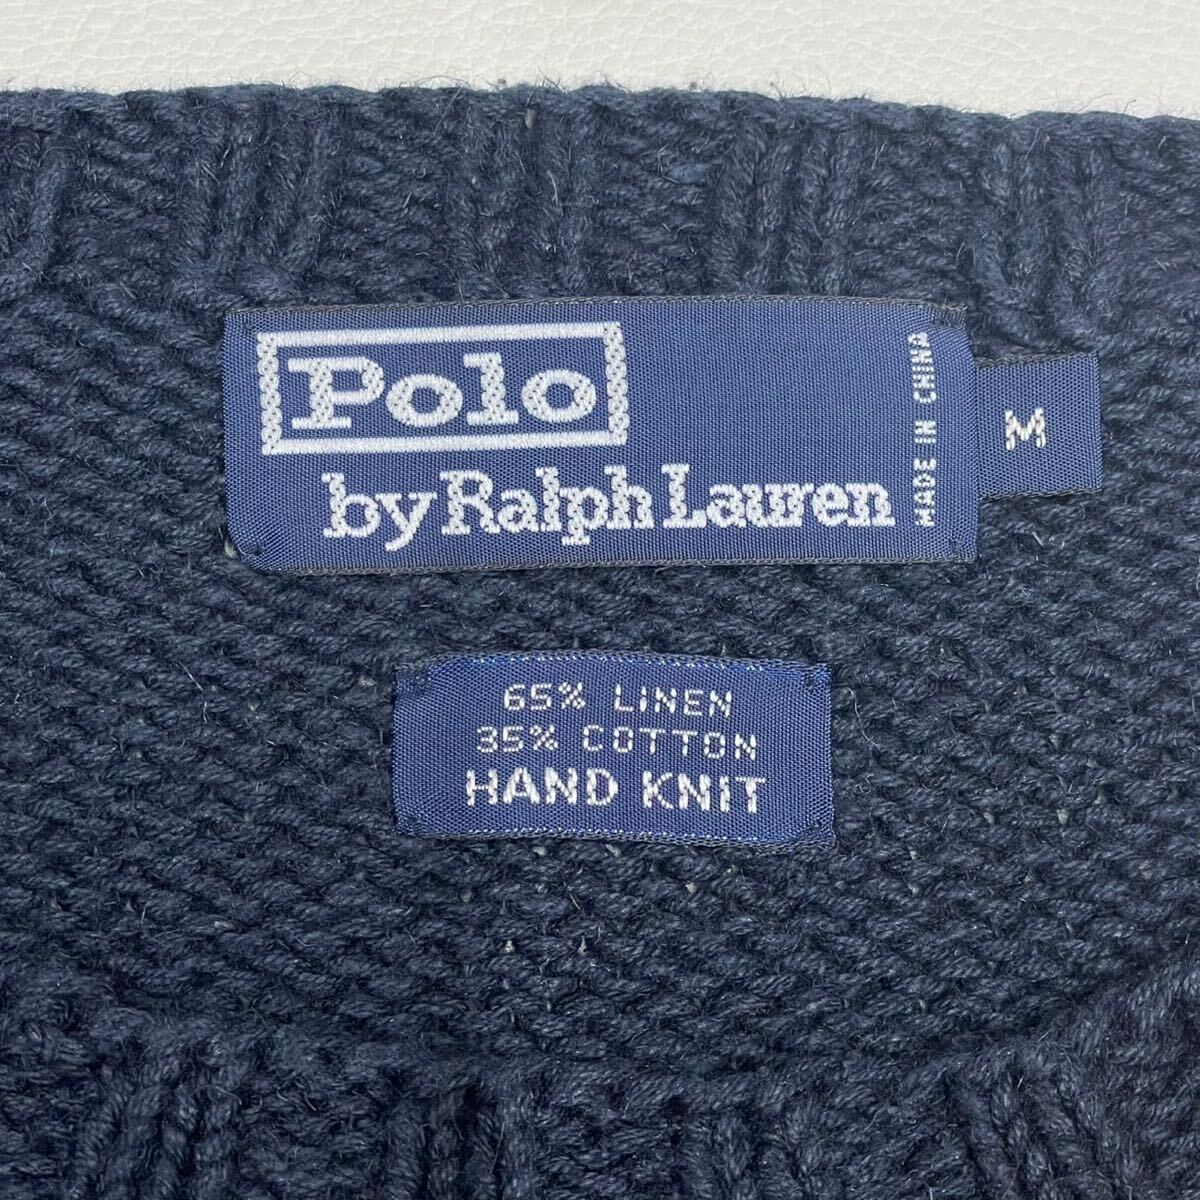 Polo
by Ralph Lauren
MADE IN CHINA
M
65% LINEN
35% COTTON
HAND KNIT